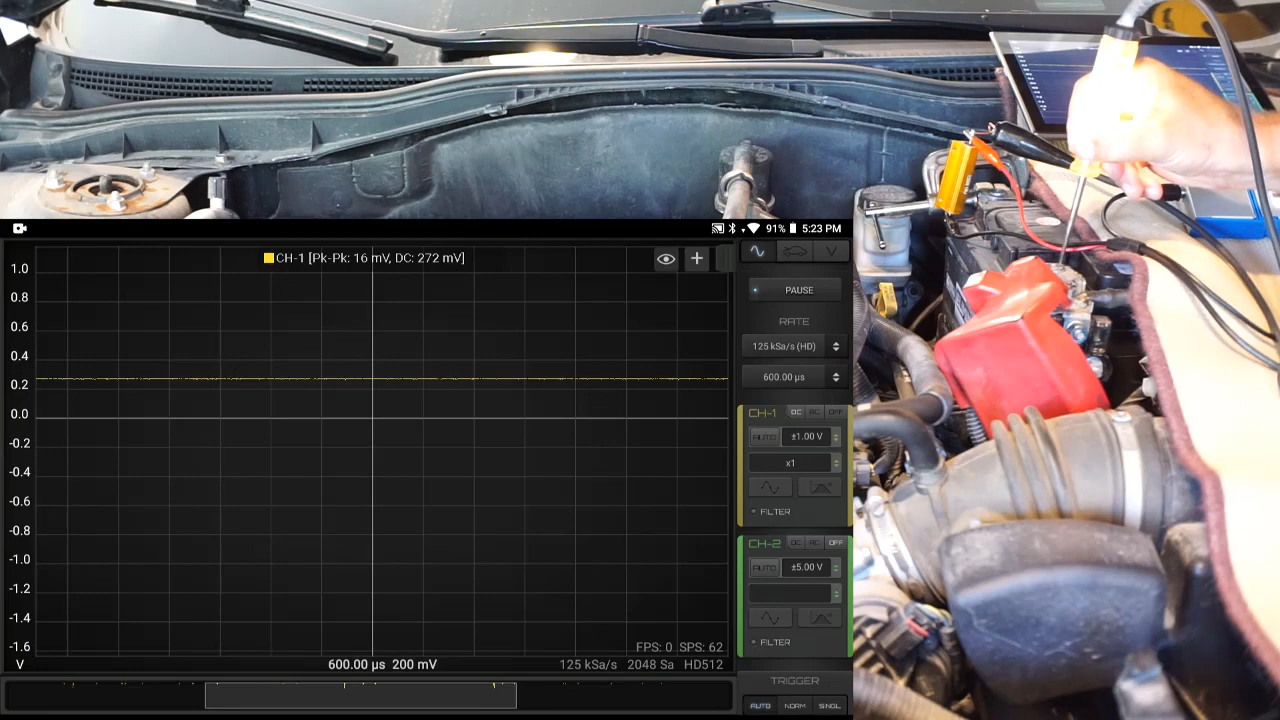 91% 5:23 PM
CH-1 [Pk-Pk: 16 mV, DC: 272 mV]
+
V
PAUSE
RATE
125 kSa/s (HD)
600.00 µs
CH-1 DC AC OFF
AUTO ±1.00 V
x1
FILTER
CH-2 DC AC OFF
AUTO ±5.00 V
FILTER
TRIGGER
AUTO NORM SNGL
1.0
0.8
0.6
0.4
0.2
0.0
-0.2
-0.4
-0.6
-0.8
-1.0
-1.2
-1.4
-1.6
V
FPS: 0 SPS: 62
600.00 µs 200 mV
125 kSa/s 2048 Sa HD512